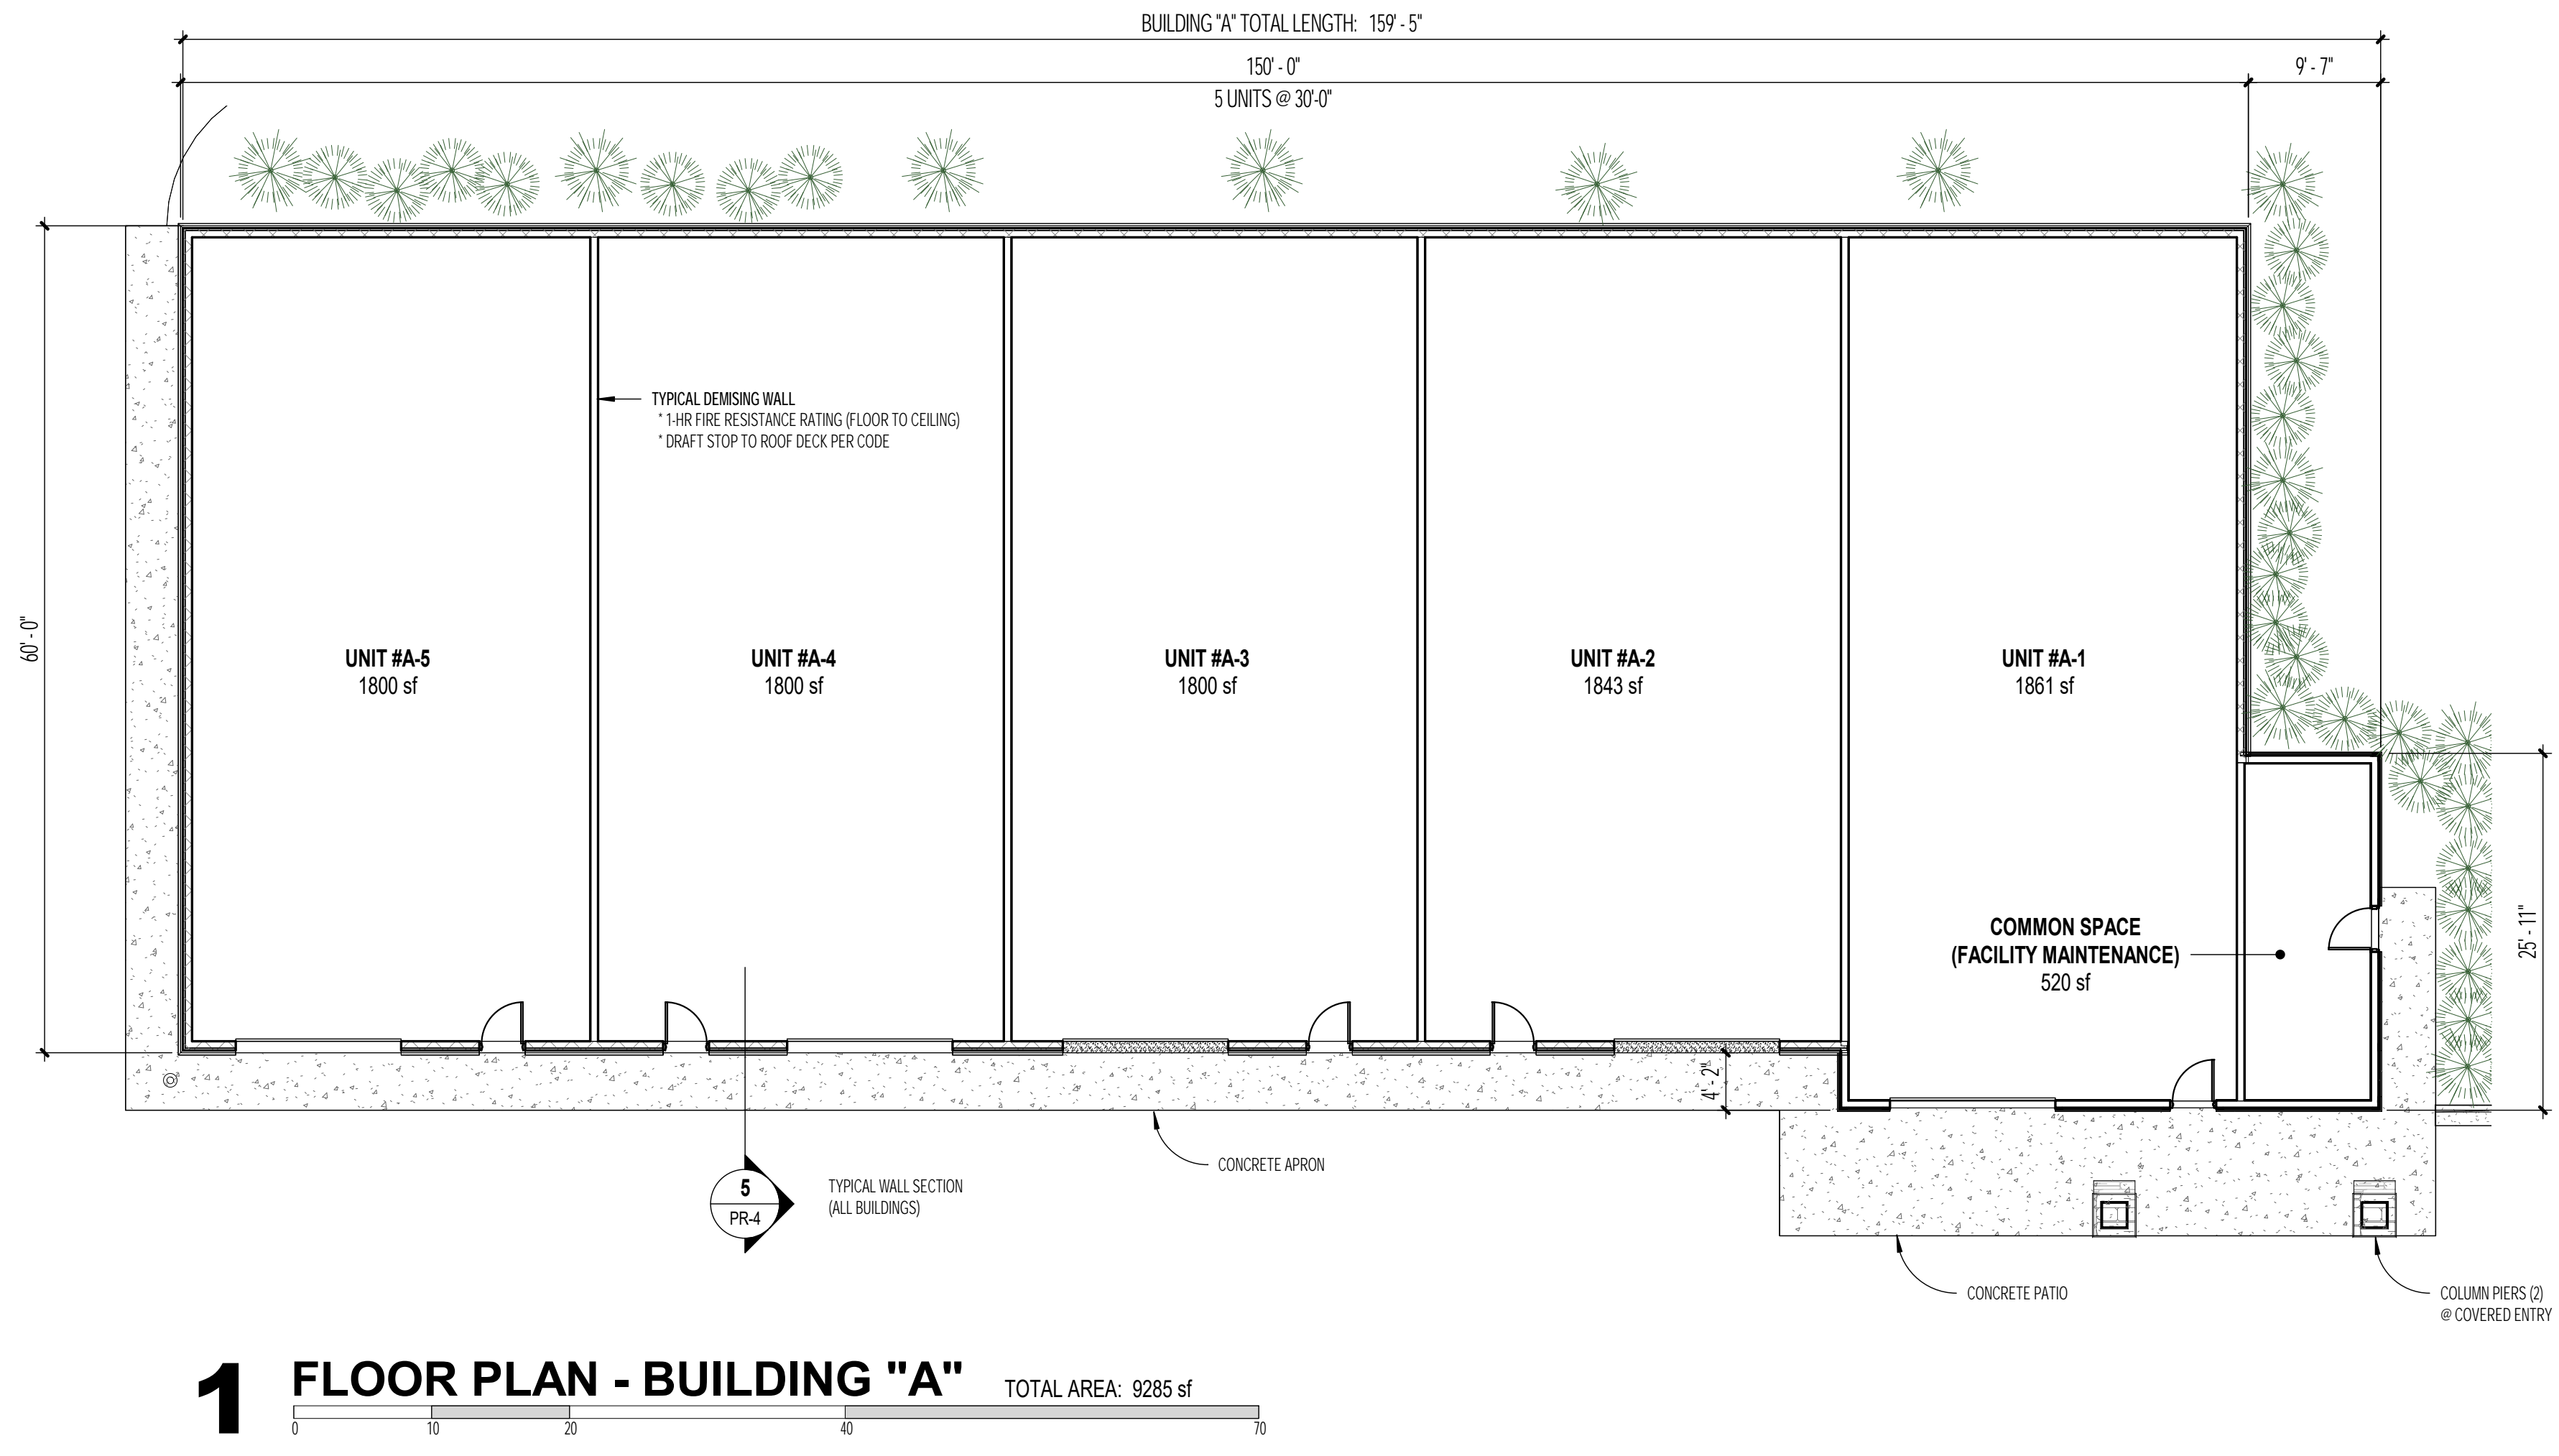 BUILDING "A" TOTAL LENGTH: 159' - 5"
150' - 0"
9' - 7"
5 UNITS @ 30'-0"
TYPICAL DEMISING WALL
* 1-HR FIRE RESISTANCE RATING (FLOOR TO CEILING)
* DRAFT STOP TO ROOF DECK PER CODE
60' - 0"
UNIT #A-5
1800 sf
UNIT #A-4
1800 sf
UNIT #A-3
1800 sf
UNIT #A-2
1843 sf
UNIT #A-1
1861 sf
COMMON SPACE
(FACILITY MAINTENANCE)
520 sf
25' - 11"
4' - 2"
CONCRETE APRON
5
PR-4
TYPICAL WALL SECTION
(ALL BUILDINGS)
CONCRETE PATIO
COLUMN PIERS (2)
@ COVERED ENTRY
1
FLOOR PLAN - BUILDING "A"
TOTAL AREA: 9285 sf
0 10 20 40 70